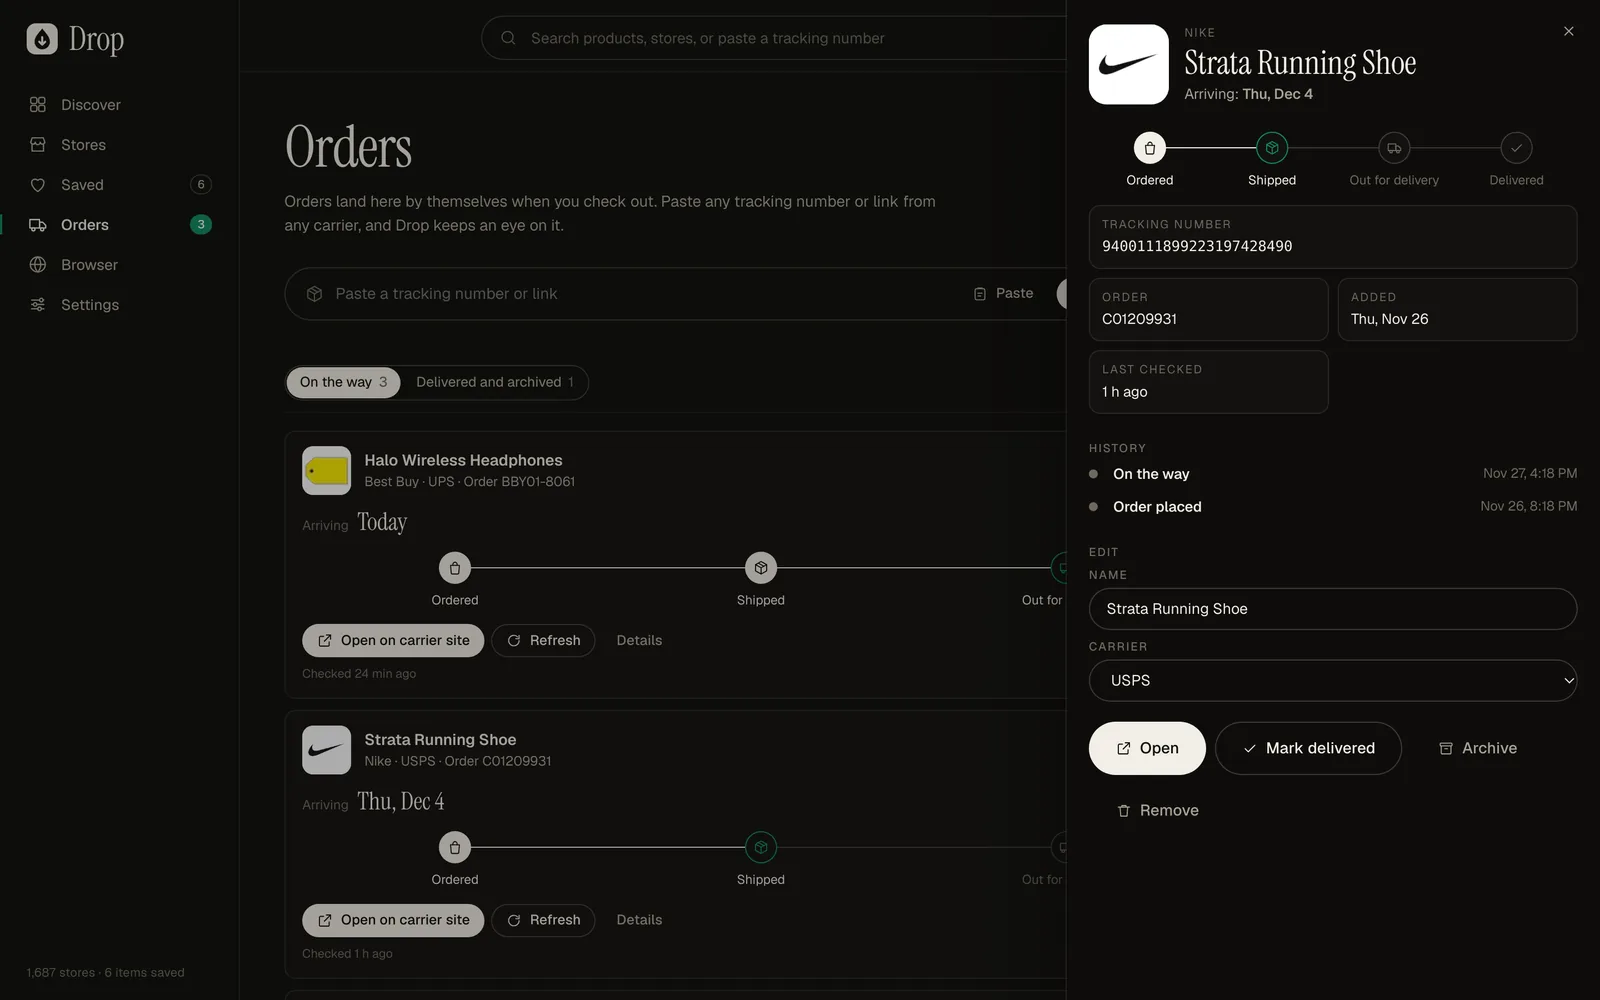 Drop
Discover
Stores
Saved 6
Orders 3
Browser
Settings
1,687 stores · 6 items saved
Search products, stores, or paste a tracking number
Orders
Orders land here by themselves when you check out. Paste any tracking number or link from
any carrier, and Drop keeps an eye on it.
Paste a tracking number or link
Paste
On the way 3
Delivered and archived 1
Halo Wireless Headphones
Best Buy · UPS · Order BBY01-8061
Arriving Today
Ordered
Shipped
Out for
Open on carrier site
Refresh
Details
Checked 24 min ago
Strata Running Shoe
Nike · USPS · Order C01209931
Arriving Thu, Dec 4
Ordered
Shipped
Out for
Open on carrier site
Refresh
Details
Checked 1 h ago
NIKE
Strata Running Shoe
Arriving: Thu, Dec 4
Ordered
Shipped
Out for delivery
Delivered
TRACKING NUMBER
9400111899223197428490
ORDER
C01209931
ADDED
Thu, Nov 26
LAST CHECKED
1 h ago
HISTORY
On the way Nov 27, 4:18 PM
Order placed Nov 26, 8:18 PM
EDIT
NAME
Strata Running Shoe
CARRIER
USPS
Open
Mark delivered
Archive
Remove